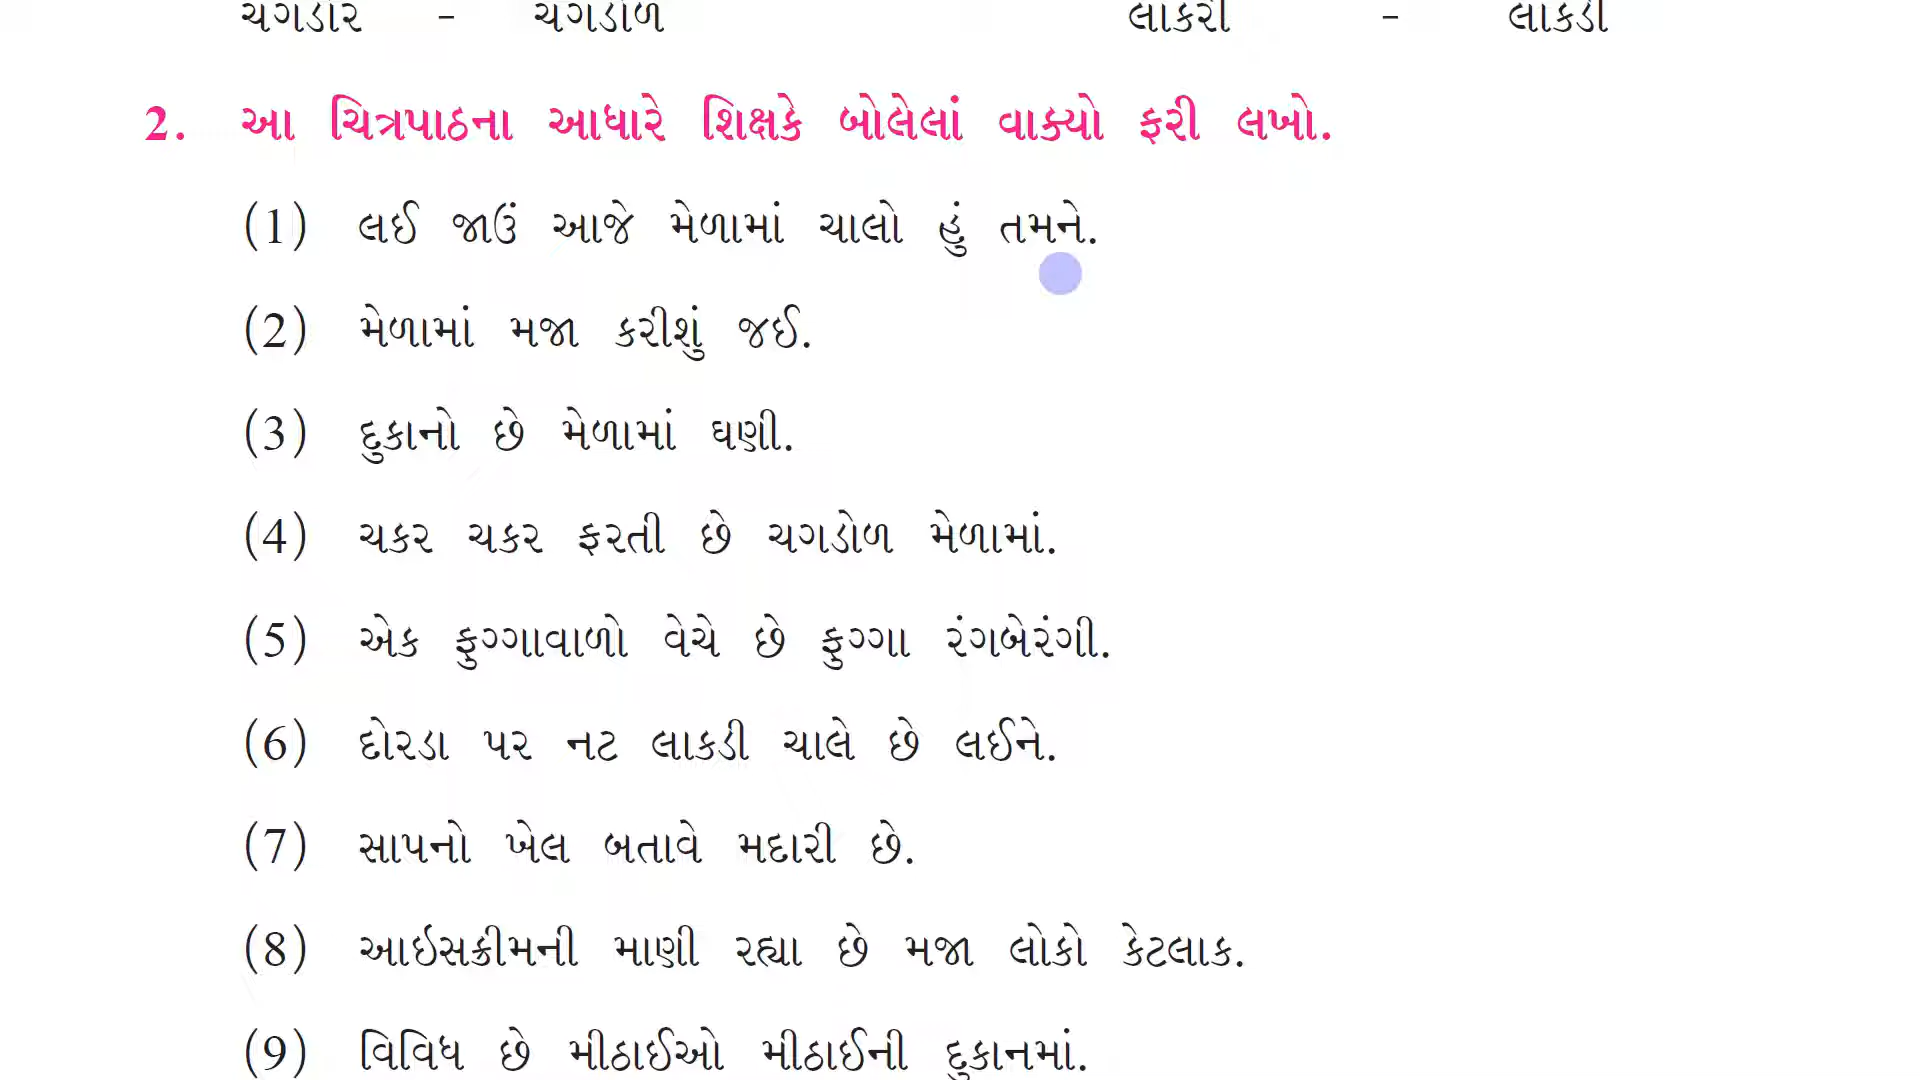 ચગડોર - ચગડોળ લાકરી - લાકડી
2. આ ચિત્રપાઠના આધારે શિક્ષકે બોલેલાં વાક્યો ફરી લખો.
(1) લઈ જાઉં આજે મેળામાં ચાલો હું તમને.
(2) મેળામાં મજા કરીશું જઈ.
(3) દુકાનો છે મેળામાં ઘણી.
(4) ચકર ચકર ફરતી છે ચગડોળ મેળામાં.
(5) એક ફુગ્ગાવાળો વેચે છે ફુગ્ગા રંગબેરંગી.
(6) દોરડા પર નટ લાકડી ચાલે છે લઈને.
(7) સાપનો ખેલ બતાવે મદારી છે.
(8) આઇસક્રીમની માણી રહ્યા છે મજા લોકો કેટલાક.
(9) વિવિધ છે મીઠાઈઓ મીઠાઈની દુકાનમાં.